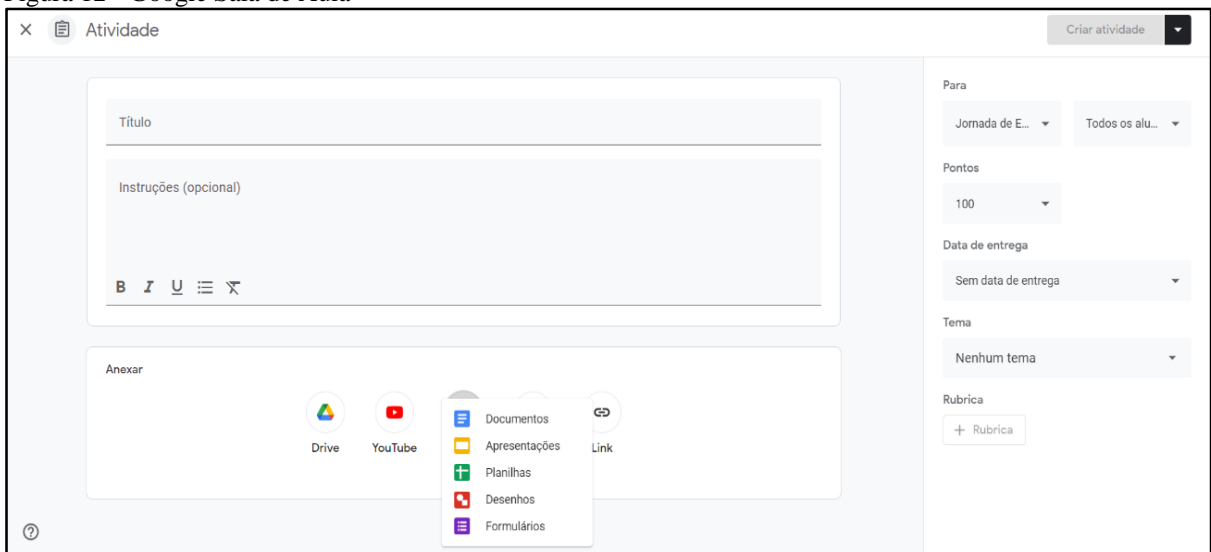 Atividade
Criar atividade
Título
Instruções (opcional)
B I U
Anexar
Drive
YouTube
Link
Documentos
Apresentações
Planilhas
Desenhos
Formulários
Para
Jornada de E...
Todos os alu...
Pontos
100
Data de entrega
Sem data de entrega
Tema
Nenhum tema
Rubrica
+ Rubrica